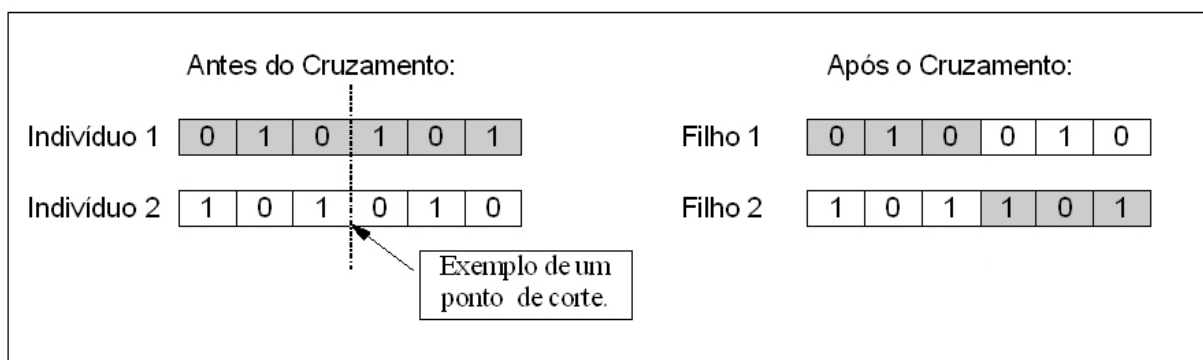 Antes do Cruzamento: Após o Cruzamento:
Indivíduo 1 0 1 0 1 0 1 Filho 1 0 1 0 0 1 0
Indivíduo 2 1 0 1 0 1 0 Filho 2 1 0 1 1 0 1
Exemplo de um
ponto de corte.